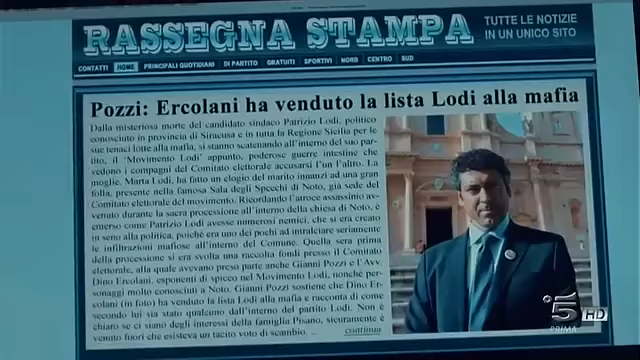 RASSEGNA STAMPA
TUTTE LE NOTIZIE
IN UN UNICO SITO
CONTATTI HOME PRINCIPALI QUOTIDIANI DI PARTITO GRATUITI SPORTIVI NORD CENTRO SUD
Pozzi: Ercolani ha venduto la lista Lodi alla mafia
Dalla misteriosa morte del candidato sindaco Patrizio Lodi, politico
conosciuto in provincia di Siracusa e in tutta la Regione Sicilia per le
sue tenaci lotte alla mafia, si stanno scatenando all'interno del suo par-
tito, il 'Movimento Lodi' appunto, poderose guerre intestine che
vedono i compagni del Comitato elettorale accusarsi l'un l'altro. La
moglie, Marta Lodi, ha fatto un elogio del marito innanzi ad una gran
folla, presente nella famosa Sala degli Specchi di Noto, già sede del
Comitato elettorale del movimento. Ricordando l'atroce assassinio av-
venuto durante la sacra processione all'interno della chiesa di Noto, è
emerso come Patrizio Lodi avesse numerosi nemici, che si era creato
in seno alla politica, poiché era uno dei pochi ad intralciare seriamente
le infiltrazioni mafiose all'interno del Comune. Quella sera prima
della processione si era svolta una raccolta fondi presso il Comitato
elettorale, alla quale avevano preso parte anche Gianni Pozzi e l'Avv.
Dino Ercolani, esponenti di spicco nel Movimento Lodi, nonché per-
sonaggi molto conosciuti a Noto. Gianni Pozzi sostiene che Dino Er-
colani (in foto) ha venduto la lista Lodi alla mafia e racconta di come
secondo lui sia stato qualcuno dall'interno del partito Lodi. Non è
chiaro se ci siano degli interessi della famiglia Pisano, sicuramente è
venuto fuori che esisteva un tacito voto di scambio. ... continua
5 HD
PRIMA